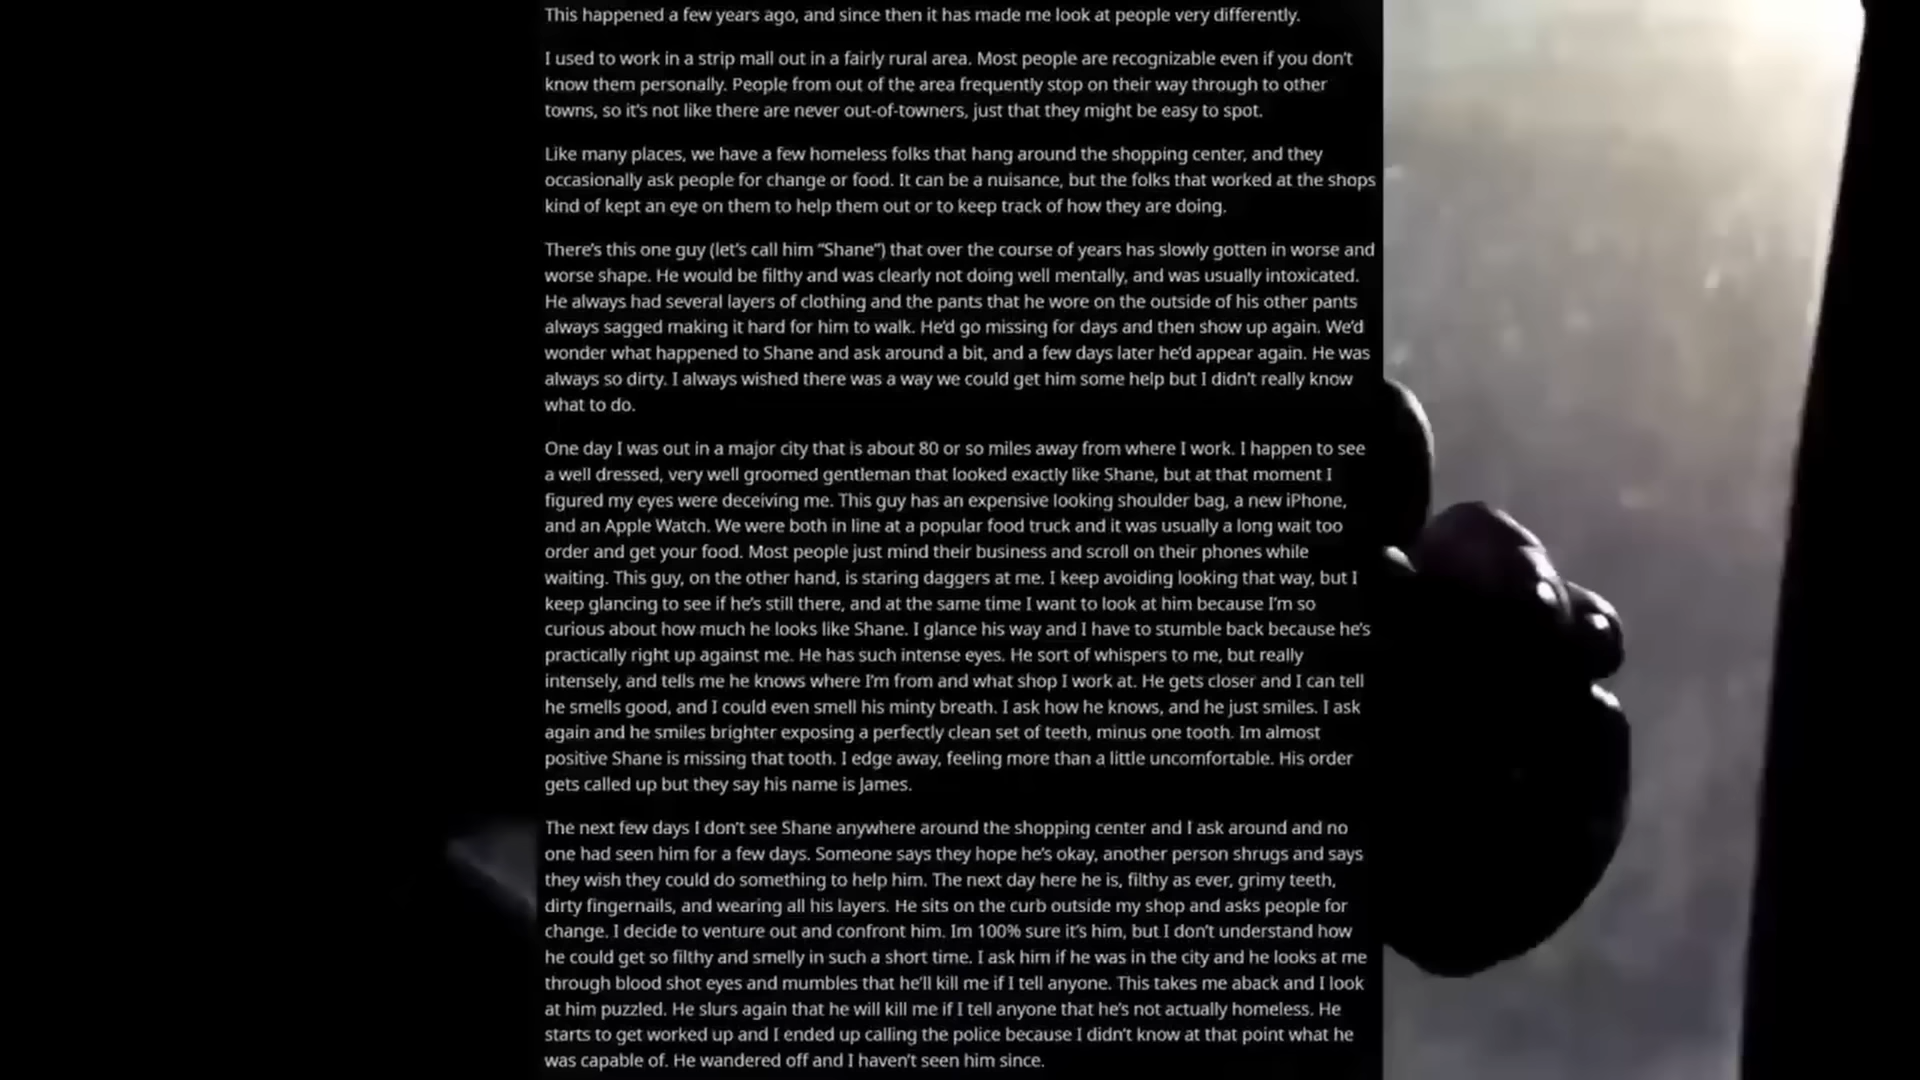 This happened a few years ago, and since then it has made me look at people very differently.
I used to work in a strip mall out in a fairly rural area. Most people are recognizable even if you don't
know them personally. People from out of the area frequently stop on their way through to other
towns, so it's not like there are never out-of-towners, just that they might be easy to spot.
Like many places, we have a few homeless folks that hang around the shopping center, and they
occasionally ask people for change or food. It can be a nuisance, but the folks that worked at the shops
kind of kept an eye on them to help them out or to keep track of how they are doing.
There's this one guy (let's call him “Shane”) that over the course of years has slowly gotten in worse and
worse shape. He would be filthy and was clearly not doing well mentally, and was usually intoxicated.
He always had several layers of clothing and the pants that he wore on the outside of his other pants
always sagged making it hard for him to walk. He'd go missing for days and then show up again. We'd
wonder what happened to Shane and ask around a bit, and a few days later he'd appear again. He was
always so dirty. I always wished there was a way we could get him some help but I didn't really know
what to do.
One day I was out in a major city that is about 80 or so miles away from where I work. I happen to see
a well dressed, very well groomed gentleman that looked exactly like Shane, but at that moment I
figured my eyes were deceiving me. This guy has an expensive looking shoulder bag, a new iPhone,
and an Apple Watch. We were both in line at a popular food truck and it was usually a long wait too
order and get your food. Most people just mind their business and scroll on their phones while
waiting. This guy, on the other hand, is staring daggers at me. I keep avoiding looking that way, but I
keep glancing to see if he's still there, and at the same time I want to look at him because I'm so
curious about how much he looks like Shane. I glance his way and I have to stumble back because he's
practically right up against me. He has such intense eyes. He sort of whispers to me, but really
intensely, and tells me he knows where I'm from and what shop I work at. He gets closer and I can tell
he smells good, and I could even smell his minty breath. I ask how he knows, and he just smiles. I ask
again and he smiles brighter exposing a perfectly clean set of teeth, minus one tooth. Im almost
positive Shane is missing that tooth. I edge away, feeling more than a little uncomfortable. His order
gets called up but they say his name is James.
The next few days I don't see Shane anywhere around the shopping center and I ask around and no
one had seen him for a few days. Someone says they hope he's okay, another person shrugs and says
they wish they could do something to help him. The next day here he is, filthy as ever, grimy teeth,
dirty fingernails, and wearing all his layers. He sits on the curb outside my shop and asks people for
change. I decide to venture out and confront him. Im 100% sure it's him, but I don't understand how
he could get so filthy and smelly in such a short time. I ask him if he was in the city and he looks at me
through blood shot eyes and mumbles that he'll kill me if I tell anyone. This takes me aback and I look
at him puzzled. He slurs again that he will kill me if I tell anyone that he's not actually homeless. He
starts to get worked up and I ended up calling the police because I didn't know at that point what he
was capable of. He wandered off and I haven't seen him since.